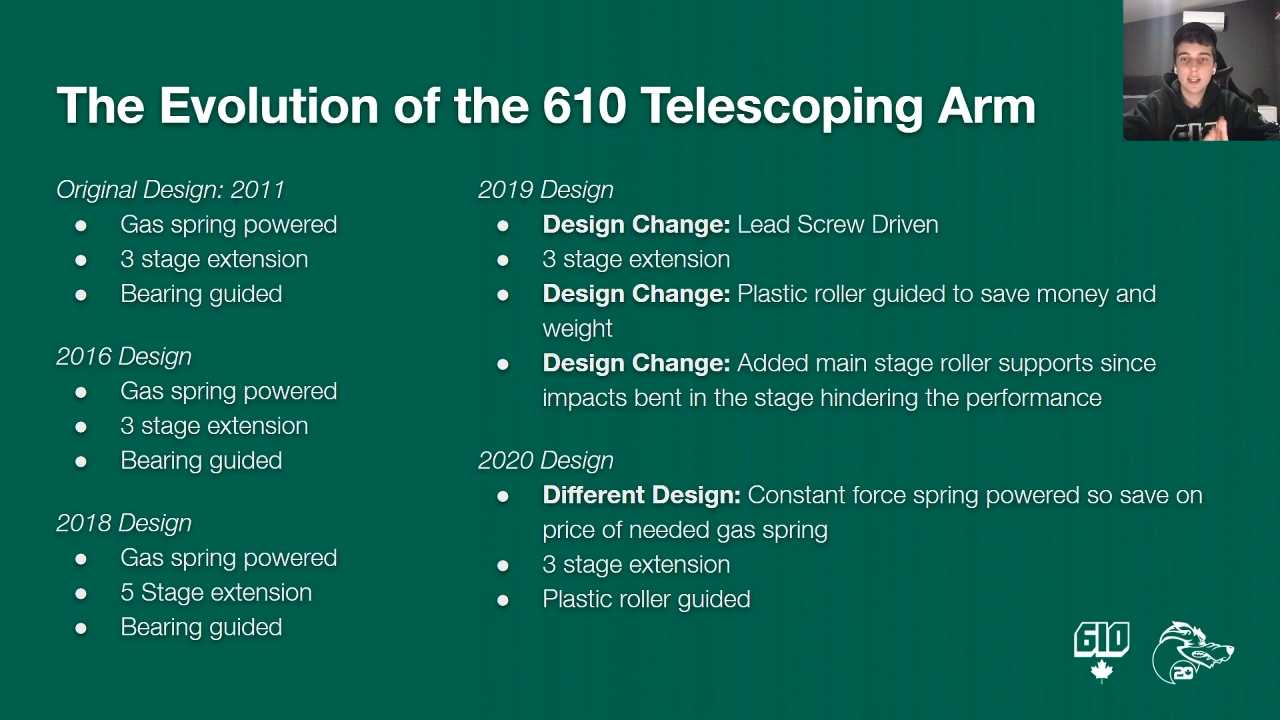 The Evolution of the 610 Telescoping Arm
Original Design: 2011
● Gas spring powered
● 3 stage extension
● Bearing guided
2016 Design
● Gas spring powered
● 3 stage extension
● Bearing guided
2018 Design
● Gas spring powered
● 5 Stage extension
● Bearing guided
2019 Design
● Design Change: Lead Screw Driven
● 3 stage extension
● Design Change: Plastic roller guided to save money and
weight
● Design Change: Added main stage roller supports since
impacts bent in the stage hindering the performance
2020 Design
● Different Design: Constant force spring powered so save on
price of needed gas spring
● 3 stage extension
● Plastic roller guided
610
20